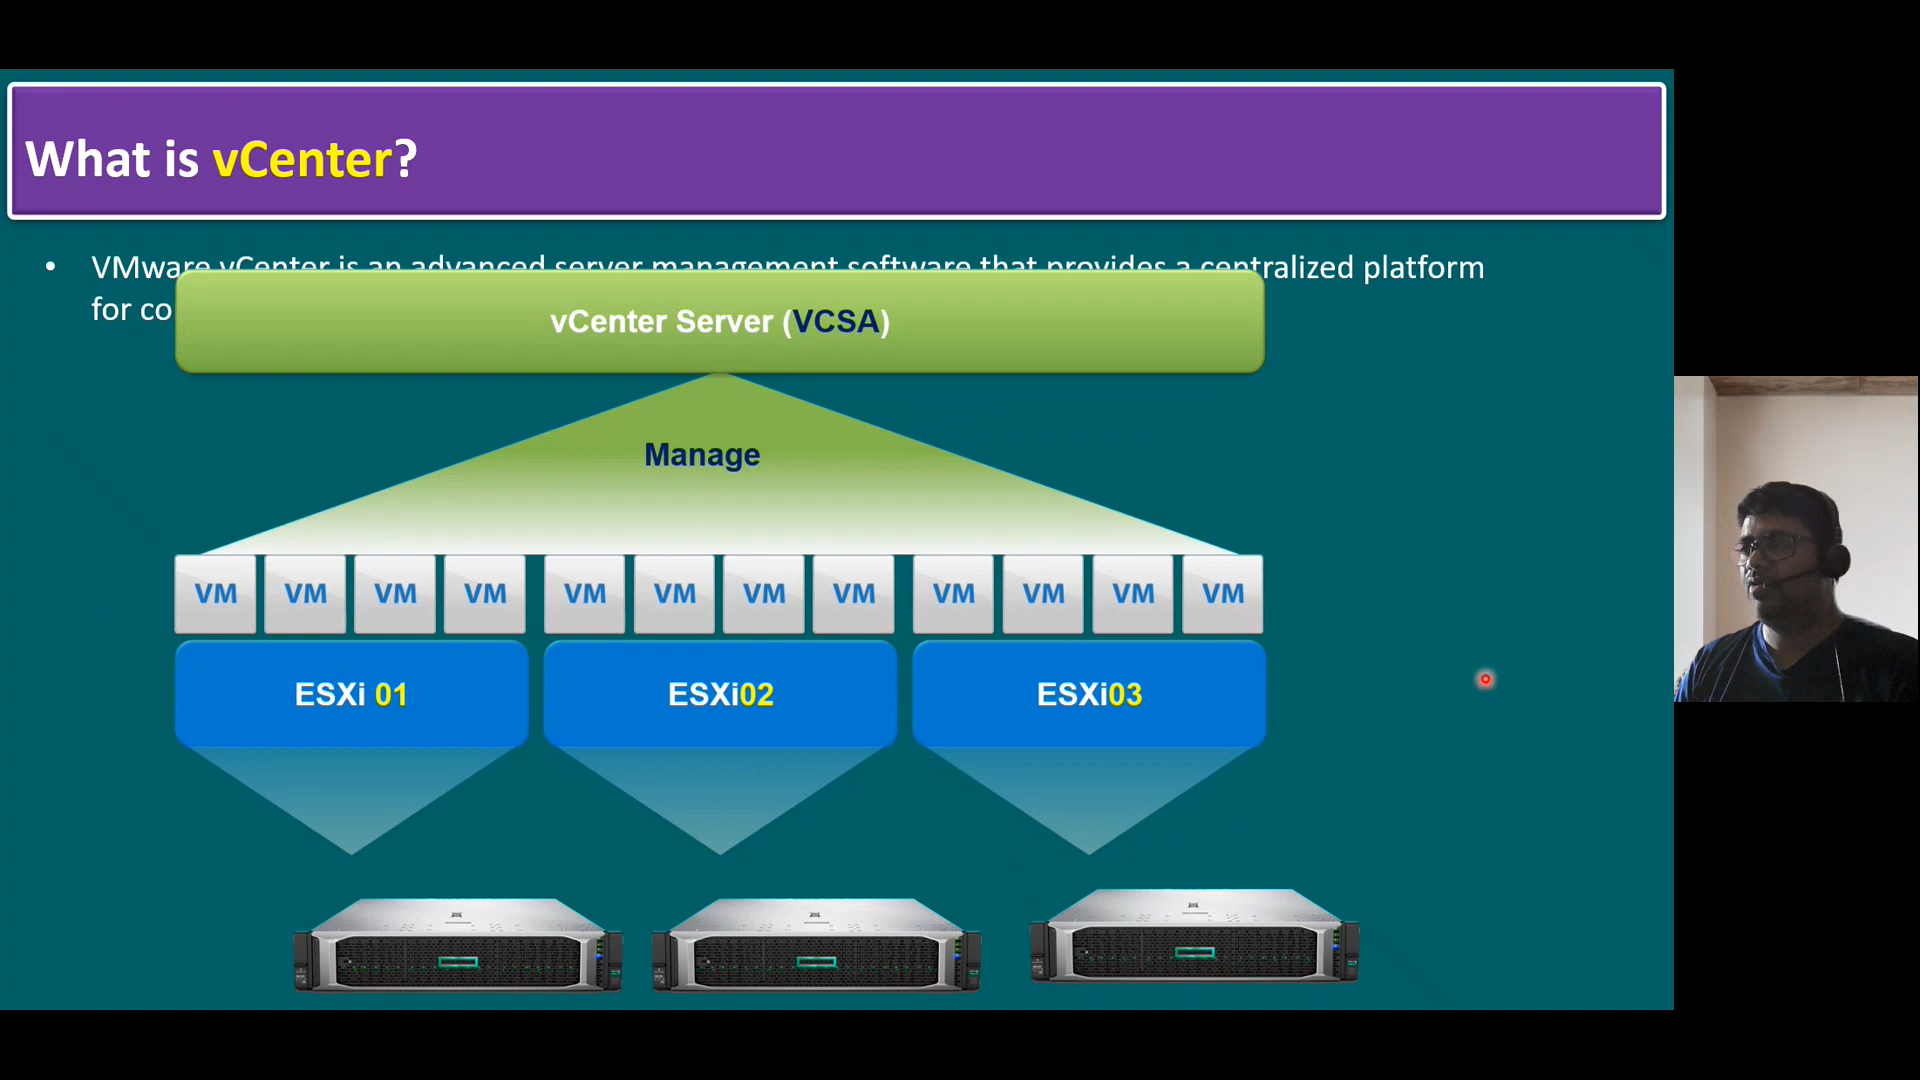 What is vCenter?
• VMware vCenter is an advanced server management software that provides a centralized platform
for co
vCenter Server (VCSA)
Manage
VM VM VM VM VM VM VM VM VM VM VM VM
ESXi 01 ESXi02 ESXi03